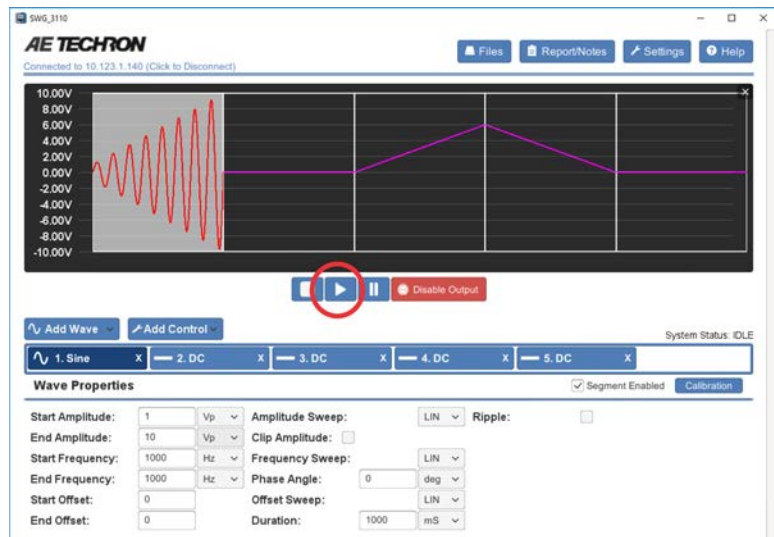 SWG_3110
AE TECHRON
Files Report/Notes Settings Help
Connected to 10.123.1.140 (Click to Disconnect)
10.00V
8.00V
6.00V
4.00V
2.00V
0.00V
-2.00V
-4.00V
-6.00V
-8.00V
-10.00V
Disable Output
Add Wave Add Control
System Status: IDLE
1. Sine X 2. DC X 3. DC X 4. DC X 5. DC X
Wave Properties Segment Enabled Calibration
Start Amplitude: 1 Vp Amplitude Sweep: LIN Ripple:
End Amplitude: 10 Vp Clip Amplitude:
Start Frequency: 1000 Hz Frequency Sweep: LIN
End Frequency: 1000 Hz Phase Angle: 0 deg
Start Offset: 0 Offset Sweep: LIN
End Offset: 0 Duration: 1000 mS